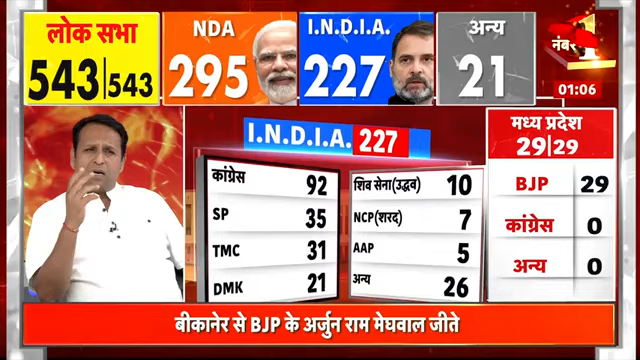 लोक सभा
543|543
NDA
295
I.N.D.I.A.
227
अन्य
21
नंबर 1
01:06
I.N.D.I.A. 227
कांग्रेस 92
SP 35
TMC 31
DMK 21
शिव सेना(उद्धव) 10
NCP(शरद) 7
AAP 5
अन्य 26
मध्य प्रदेश
29|29
BJP 29
कांग्रेस 0
अन्य 0
बीकानेर से BJP के अर्जुन राम मेघवाल जीते